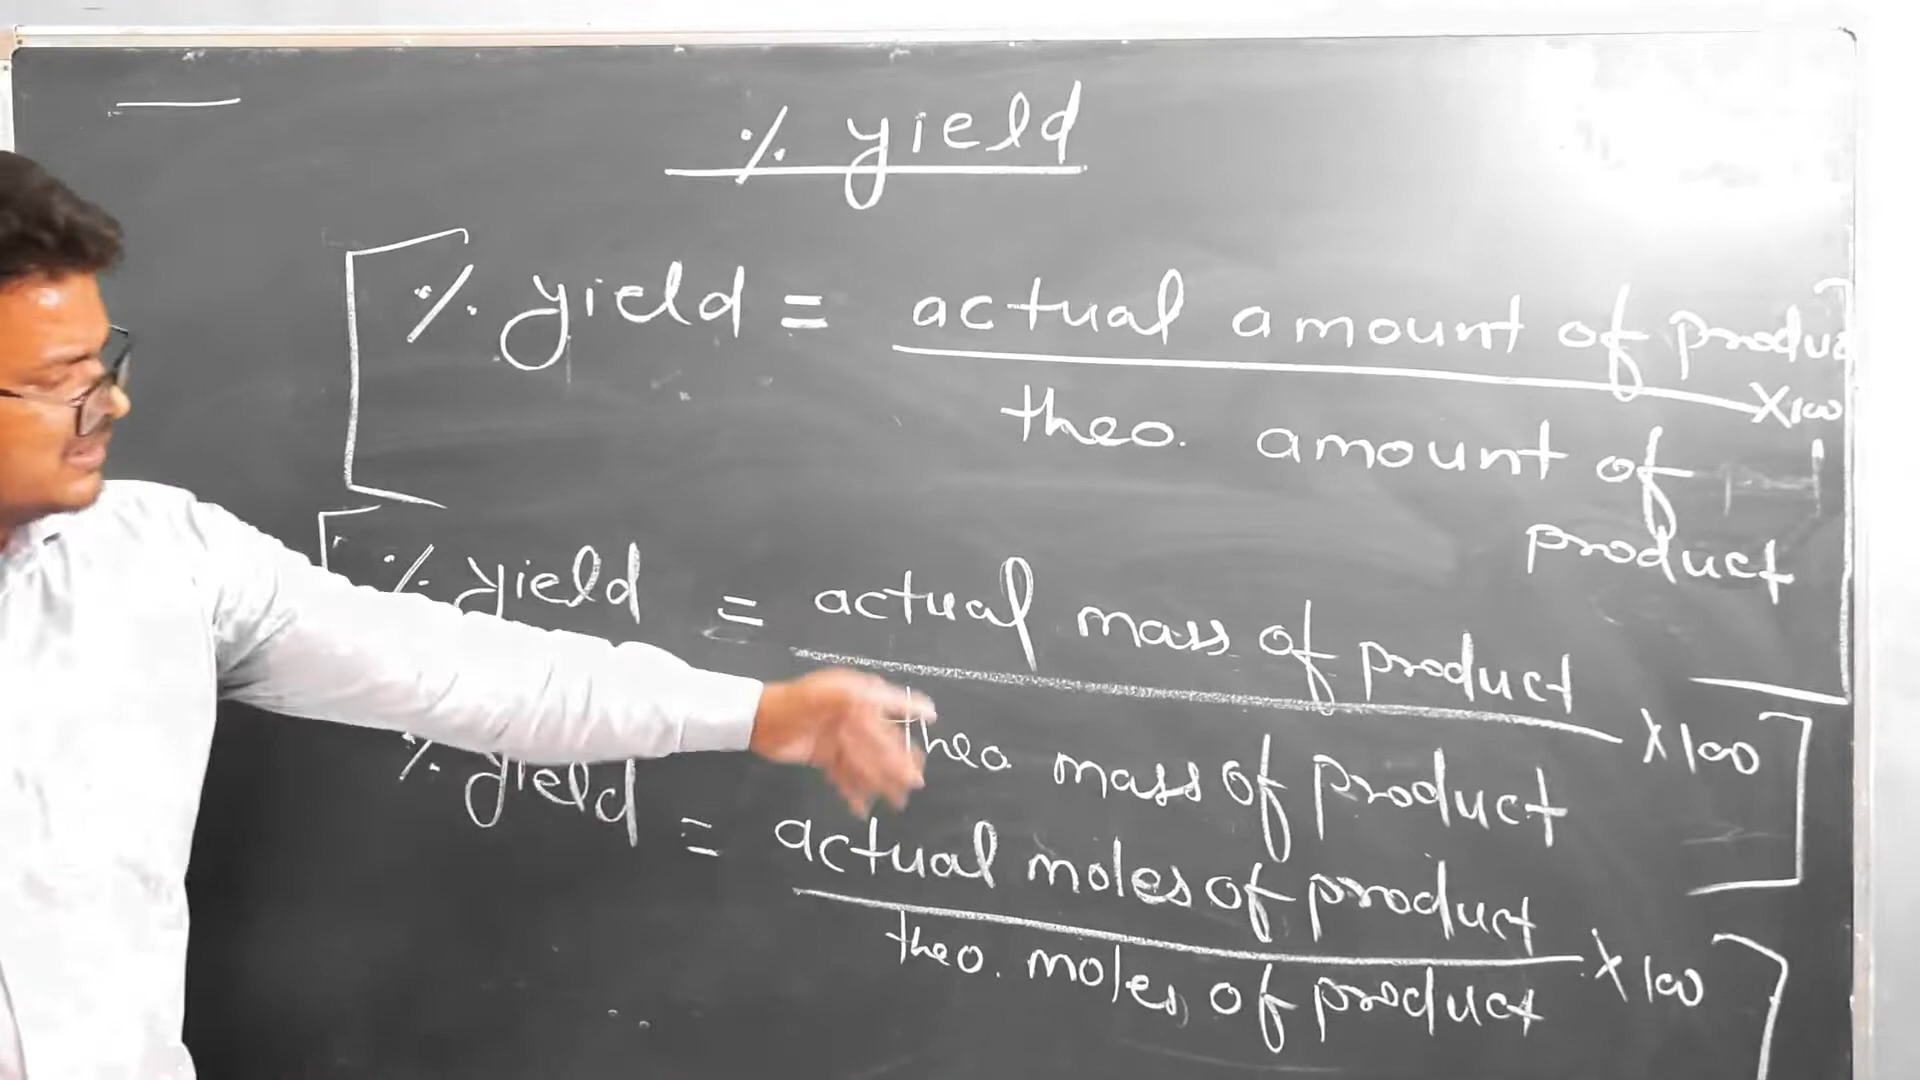 % yield
% yield = actual amount of produc
×100
theo. amount of
product
% yield = actual mass of product
×100
theo mass of product
% yield = actual moles of product
×100
theo. moles of product